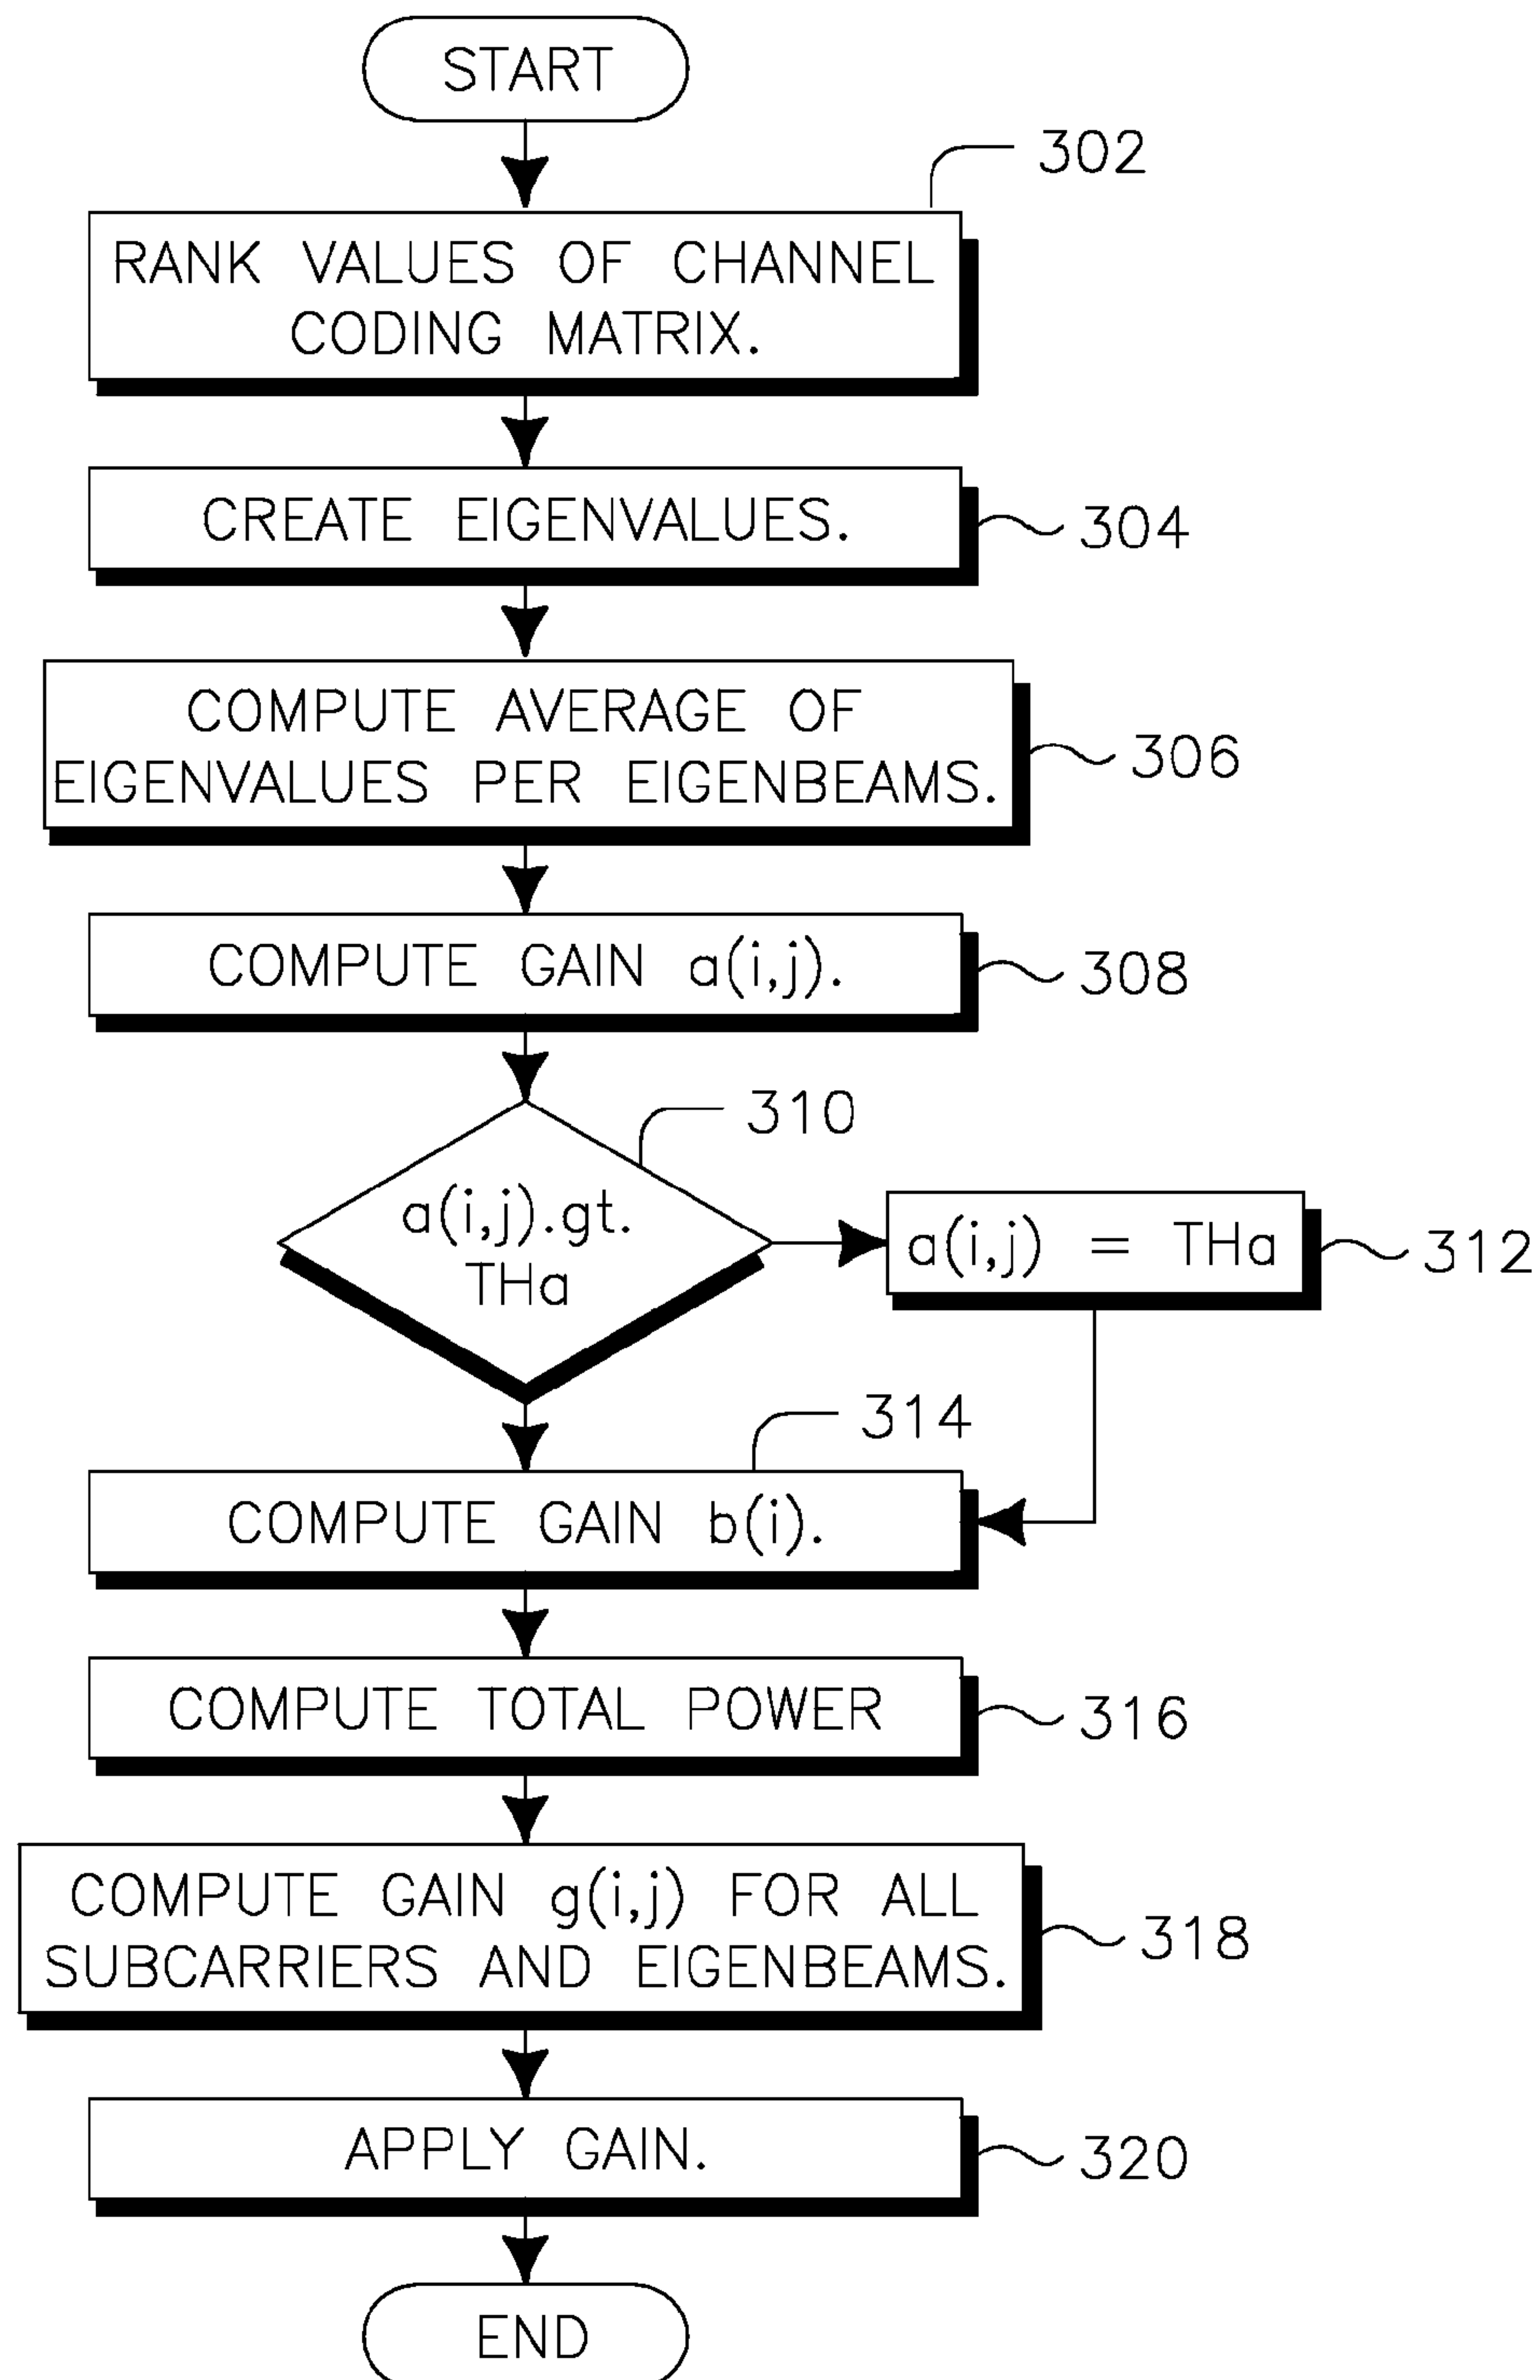 START
302
RANK VALUES OF CHANNEL
CODING MATRIX.
CREATE EIGENVALUES.
304
COMPUTE AVERAGE OF
EIGENVALUES PER EIGENBEAMS.
306
COMPUTE GAIN a(i,j).
308
310
a(i,j).gt.
THa
a(i,j) = THa
312
314
COMPUTE GAIN b(i).
COMPUTE TOTAL POWER
316
COMPUTE GAIN g(i,j) FOR ALL
SUBCARRIERS AND EIGENBEAMS.
318
APPLY GAIN.
320
END